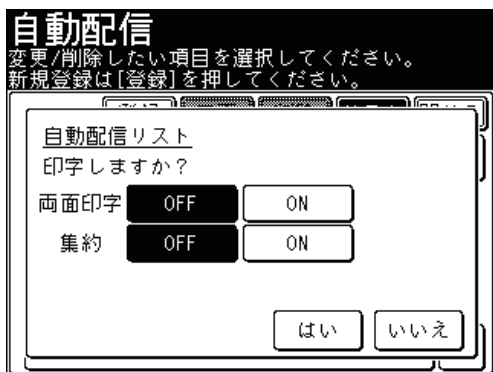 自動配信
変更/削除したい項目を選択してください。
新規登録は[登録]を押してください。
自動配信リスト
印字しますか？
両面印字 OFF ON
集約 OFF ON
はい いいえ